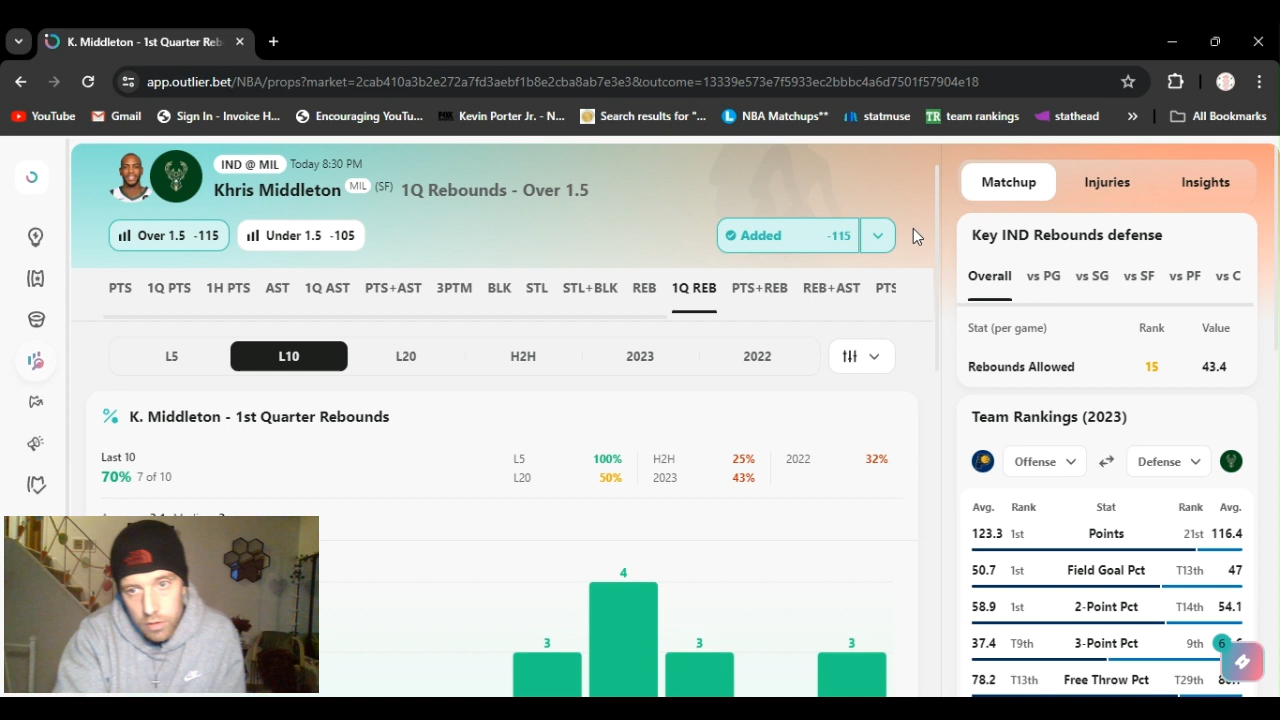 K. Middleton - 1st Quarter Reb
app.outlier.bet/NBA/props?market=2cab410a3b2e272a7fd3aebf1b8e2cba8ab7e3e3&outcome=13339e573e7f5933ec2bbbc4a6d7501f57904e18
YouTube Gmail Sign In - Invoice H... Encouraging YouTu... Kevin Porter Jr. - N... Search results for "... NBA Matchups** statmuse TR team rankings stathead » All Bookmarks
IND @ MIL Today 8:30 PM
Khris Middleton MIL (SF) 1Q Rebounds - Over 1.5
Over 1.5 -115 Under 1.5 -105 Added -115
PTS 1Q PTS 1H PTS AST 1Q AST PTS+AST 3PTM BLK STL STL+BLK REB 1Q REB PTS+REB REB+AST PTS
L5 L10 L20 H2H 2023 2022
K. Middleton - 1st Quarter Rebounds
Last 10
70% 7 of 10
L5 100% H2H 25% 2022 32%
L20 50% 2023 43%
4
3 3 3
Matchup Injuries Insights
Key IND Rebounds defense
Overall vs PG vs SG vs SF vs PF vs C
Stat (per game) Rank Value
Rebounds Allowed 15 43.4
Team Rankings (2023)
Offense Defense
Avg. Rank Stat Rank Avg.
123.3 1st Points 21st 116.4
50.7 1st Field Goal Pct T13th 47
58.9 1st 2-Point Pct T14th 54.1
37.4 T9th 3-Point Pct 9th
6
78.2 T13th Free Throw Pct T29th